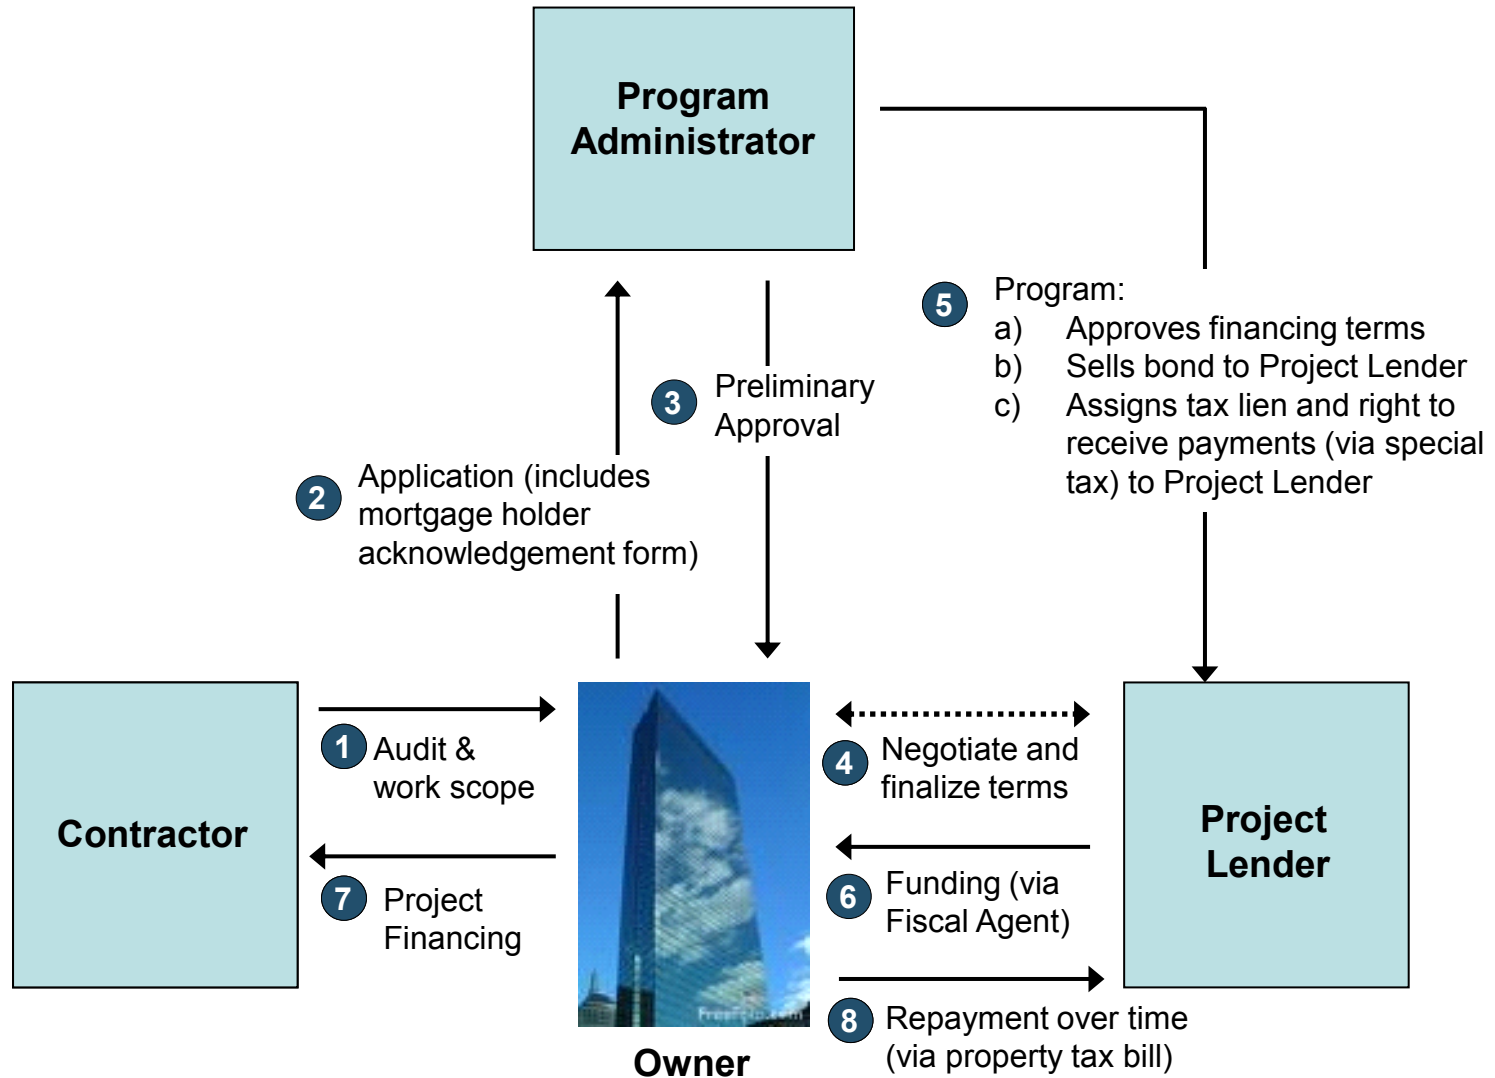 Program
Administrator
5
Program:
a) Approves financing terms
b) Sells bond to Project Lender
c) Assigns tax lien and right to
receive payments (via special
tax) to Project Lender
3
Preliminary
Approval
2
Application (includes
mortgage holder
acknowledgement form)
Contractor
1
Audit &
work scope
7
Project
Financing
FreeFoto.com
Owner
4
Negotiate and
finalize terms
6
Funding (via
Fiscal Agent)
8
Repayment over time
(via property tax bill)
Project
Lender